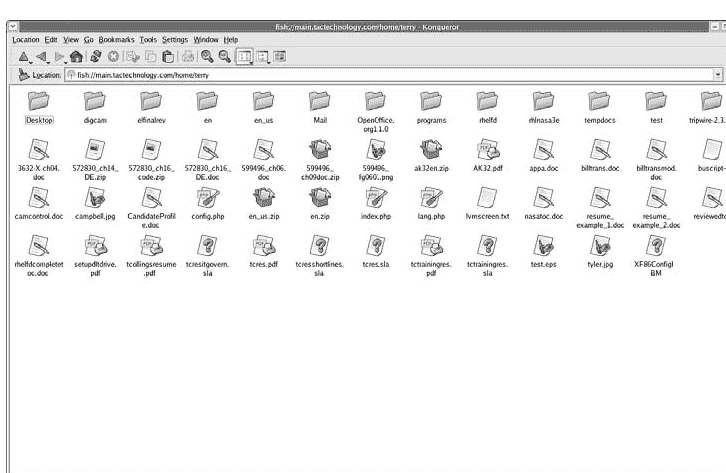 fish://main.tactechnology.com/home/terry - Konqueror
Location Edit View Go Bookmarks Tools Settings Window Help
Location: fish://main.tactechnology.com/home/terry
Desktop digcam elfinalrev en en_us Mail OpenOffice. programs rhelfd rhlnasa3e tempdocs test tripwire-2.3.
org1.1.0
3632-X ch04. 572830_ch14_ 572830_ch16_ 572830_ch16_ 599496_ch06. 599496_ 599496_ ak32en.zip AK32.pdf appa.doc billtrans.doc billtransmod. buscript-
doc DE.zip code.zip DE.doc doc ch09doc.zip fg060!.png doc
camcontrol.doc campbell.jpg CandidateProfil config.php en_us.zip en.zip index.php lang.php lvmscreen.txt nasatoc.doc resume_ resume_ reviewedto
e.doc example_1.doc example_2.doc
rhelfdcompletet setupdltdrive. tcollingsresume tcresitgovern. tcres.pdf tcresshortlines. tcres.sla tctrainingres. tctrainingres. test.eps tyler.jpg XF86ConfigI
oc.doc pdf .pdf sla sla pdf sla BM